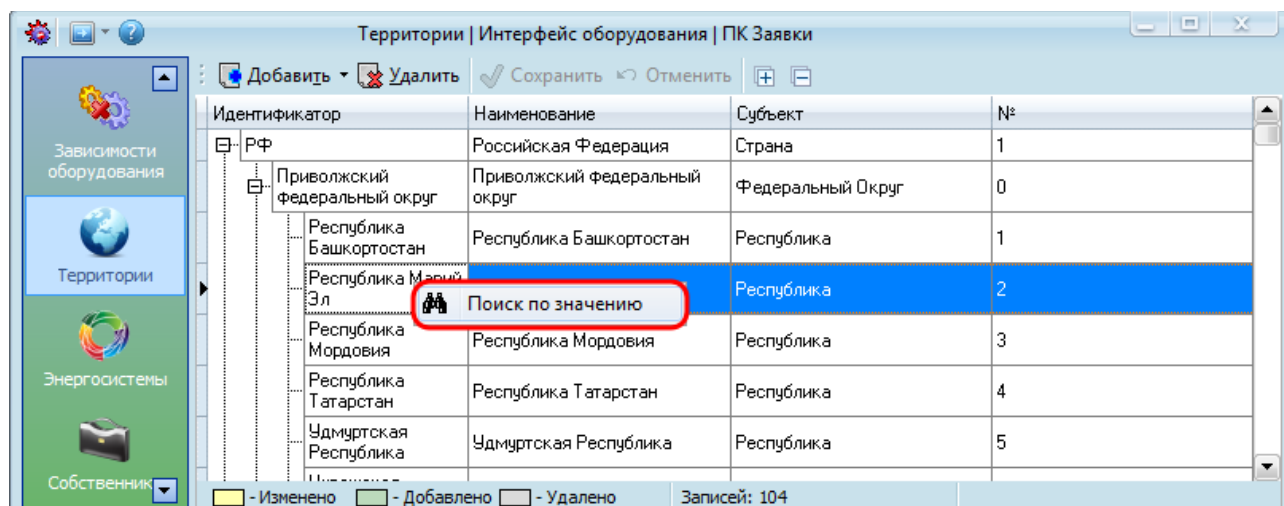 Территории | Интерфейс оборудования | ПК Заявки
Добавить Удалить Сохранить Отменить
Идентификатор Наименование Субъект №
РФ Российская Федерация Страна 1
Приволжский федеральный округ Приволжский федеральный округ Федеральный Округ 0
Республика Башкортостан Республика Башкортостан Республика 1
Республика Марий Эл Республика 2
Поиск по значению
Республика Мордовия Республика Мордовия Республика 3
Республика Татарстан Республика Татарстан Республика 4
Удмуртская Республика Удмуртская Республика Республика 5
- Изменено - Добавлено - Удалено Записей: 104
Зависимости
оборудования
Территории
Энергосистемы
Собственник